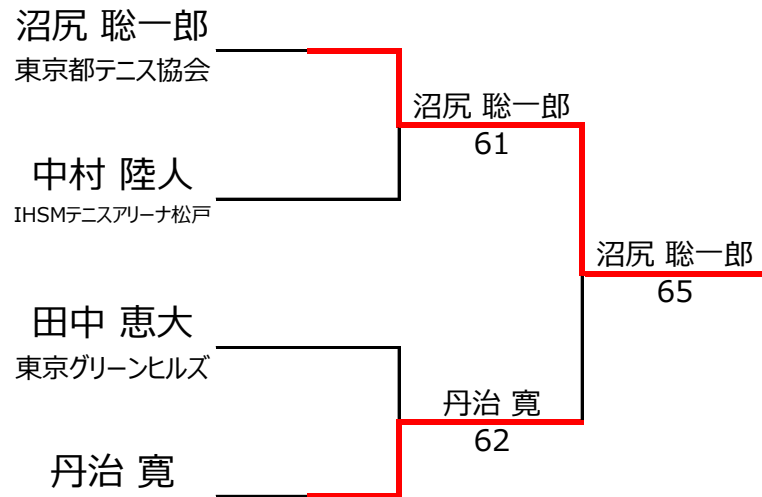 沼尻 聡一郎
東京都テニス協会
沼尻 聡一郎
61
中村 陸人
IHSMテニスアリーナ松戸
沼尻 聡一郎
65
田中 恵大
東京グリーンヒルズ
丹治 寛
62
丹治 寛